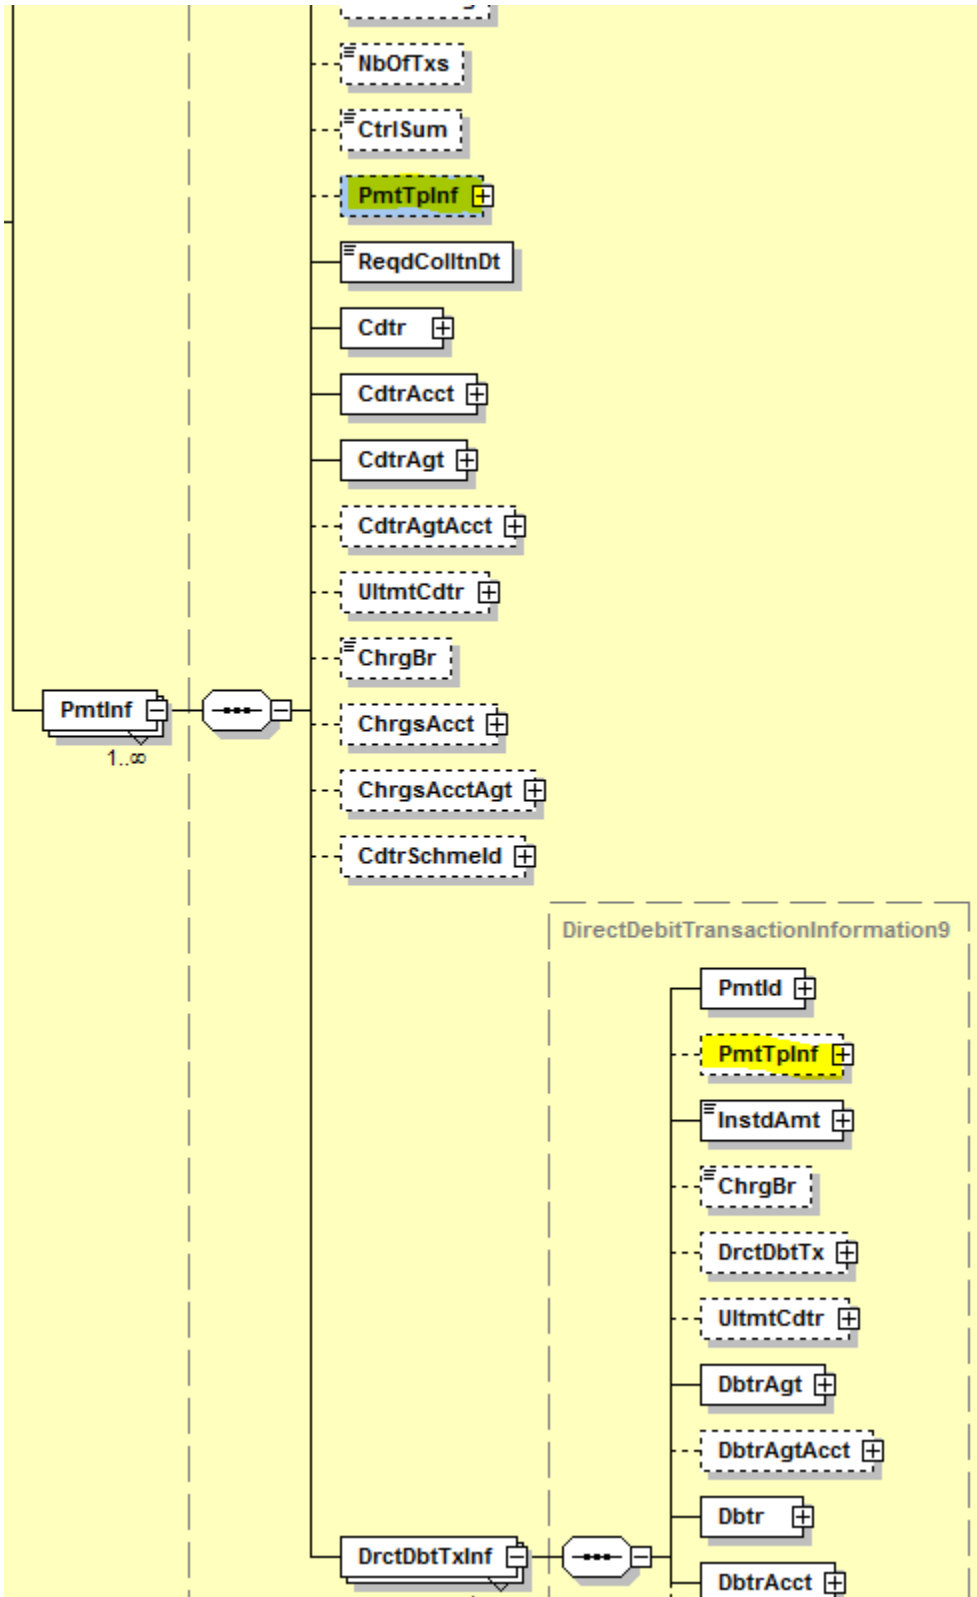 NbOfTxs
CtrlSum
PmtTpInf
ReqdColltnDt
Cdtr
CdtrAcct
CdtrAgt
CdtrAgtAcct
UltmtCdtr
ChrgBr
PmtInf
1..∞
ChrgsAcct
ChrgsAcctAgt
CdtrSchmeId
DirectDebitTransactionInformation9
PmtId
PmtTpInf
InstdAmt
ChrgBr
DrctDbtTx
UltmtCdtr
DbtrAgt
DbtrAgtAcct
Dbtr
DrctDbtTxInf
DbtrAcct